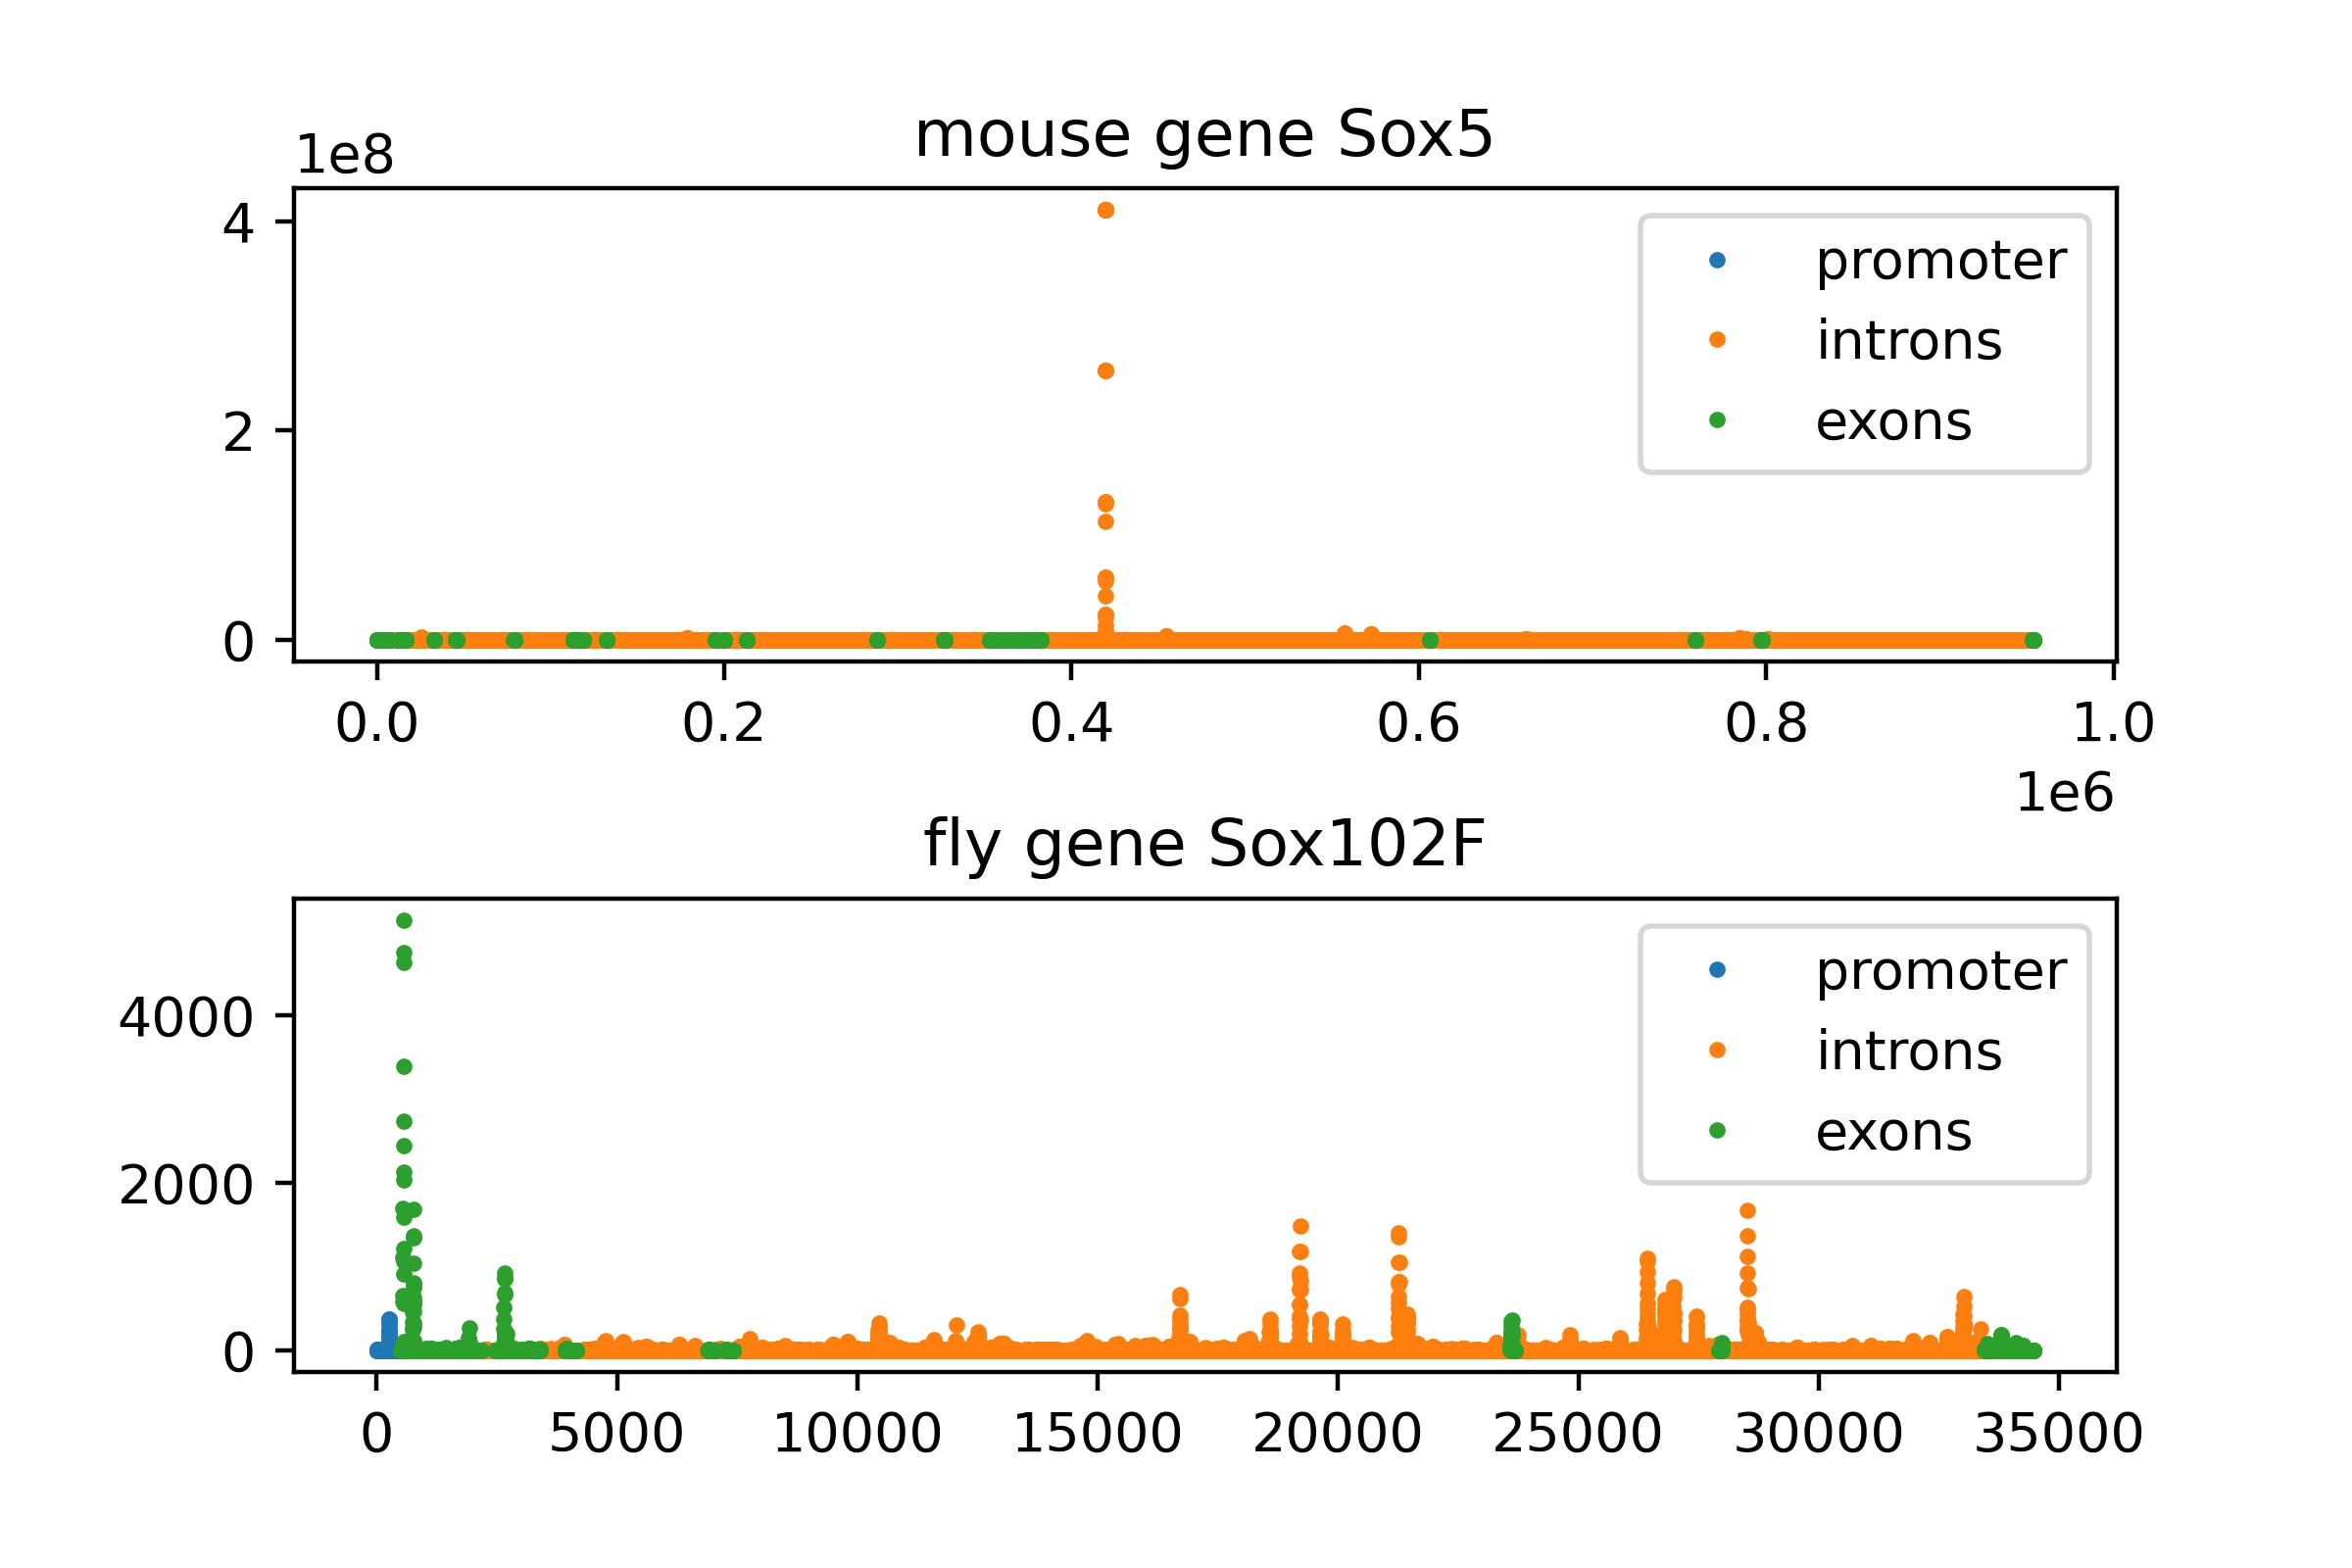 mouse gene Sox5
1e8
4
2
0
promoter
introns
exons
0.0 0.2 0.4 0.6 0.8 1.0
1e6
fly gene Sox102F
4000
2000
0
promoter
introns
exons
0 5000 10000 15000 20000 25000 30000 35000